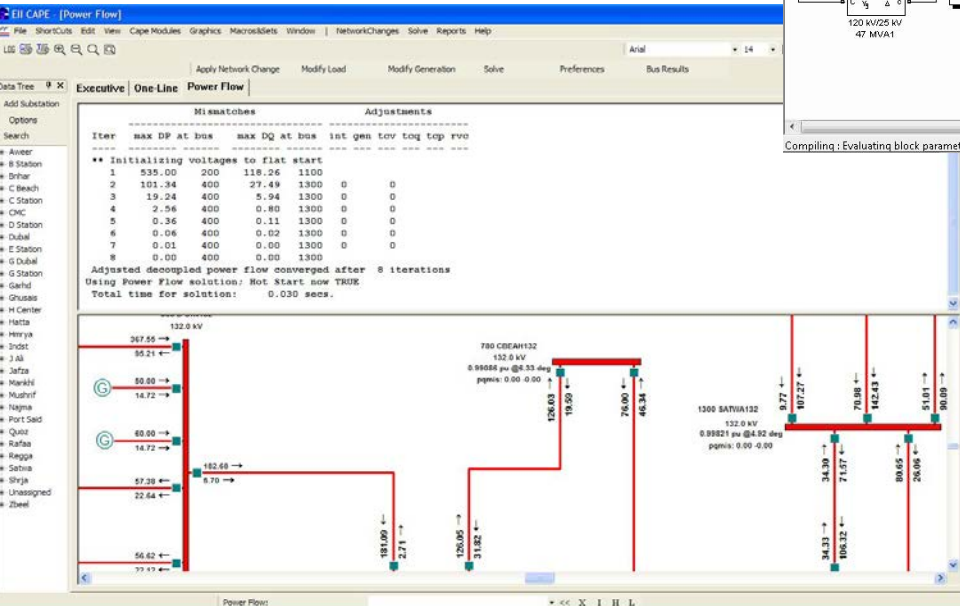 EII CAPE - [Power Flow]
File ShortCuts Edit View Cape Modules Graphics Macros&Sets Window | NetworkChanges Solve Reports Help
Arial 14
Apply Network Change Modify Load Modify Generation Solve Preferences Bus Results
Data Tree
Executive One-Line Power Flow
Add Substation
Options
Search
Aweer
B Station
Brihar
C Beach
C Station
CMC
D Station
Dubai
E Station
G Dubai
G Station
Garhd
Ghusais
H Center
Hatta
Hmrya
Indst
J Ali
Jafza
Mankhl
Mushrif
Najma
Port Said
Quoz
Rafaa
Regga
Satwa
Shrja
Unassigned
Zbeel
Mismatches Adjustments
Iter max DP at bus max DQ at bus int gen tcv tcq tcp rvc
** Initializing voltages to flat start
1 535.00 200 118.26 1100
2 101.34 400 27.49 1300 0 0
3 19.24 400 5.94 1300 0 0
4 2.56 400 0.80 1300 0 0
5 0.36 400 0.11 1300 0 0
6 0.06 400 0.02 1300 0 0
7 0.01 400 0.00 1300 0 0
8 0.00 400 0.00 1300
Adjusted decoupled power flow converged after 8 iterations
Using Power Flow solution; Hot Start now TRUE
Total time for solution: 0.030 secs.
120 kV/25 kV
47 MVA1
Compiling : Evaluating block paramet
132.0 kV
367.55 →
95.21 ←
G
50.00 →
14.72 ←
G
60.00 →
14.72 ←
182.60 →
6.70 →
57.38 ←
22.64 ←
56.62 ←
181.09 ←
2.71 →
780 CBEAH132
132.0 kV
0.99086 pu @6.33 deg
pqmis: 0.00 -0.00
126.03 →
19.59 ←
76.00 ←
46.34 →
126.05 ←
31.82 →
1300 SATWA132
132.0 kV
0.99821 pu @4.92 deg
pqmis: 0.00 -0.00
9.77 ←
107.27 ←
70.98 ←
142.43 ←
51.01 →
90.09 →
34.30 →
71.57 ←
80.65 →
26.06 ←
34.33 →
106.32 ←
Power Flow:
<< X I H L